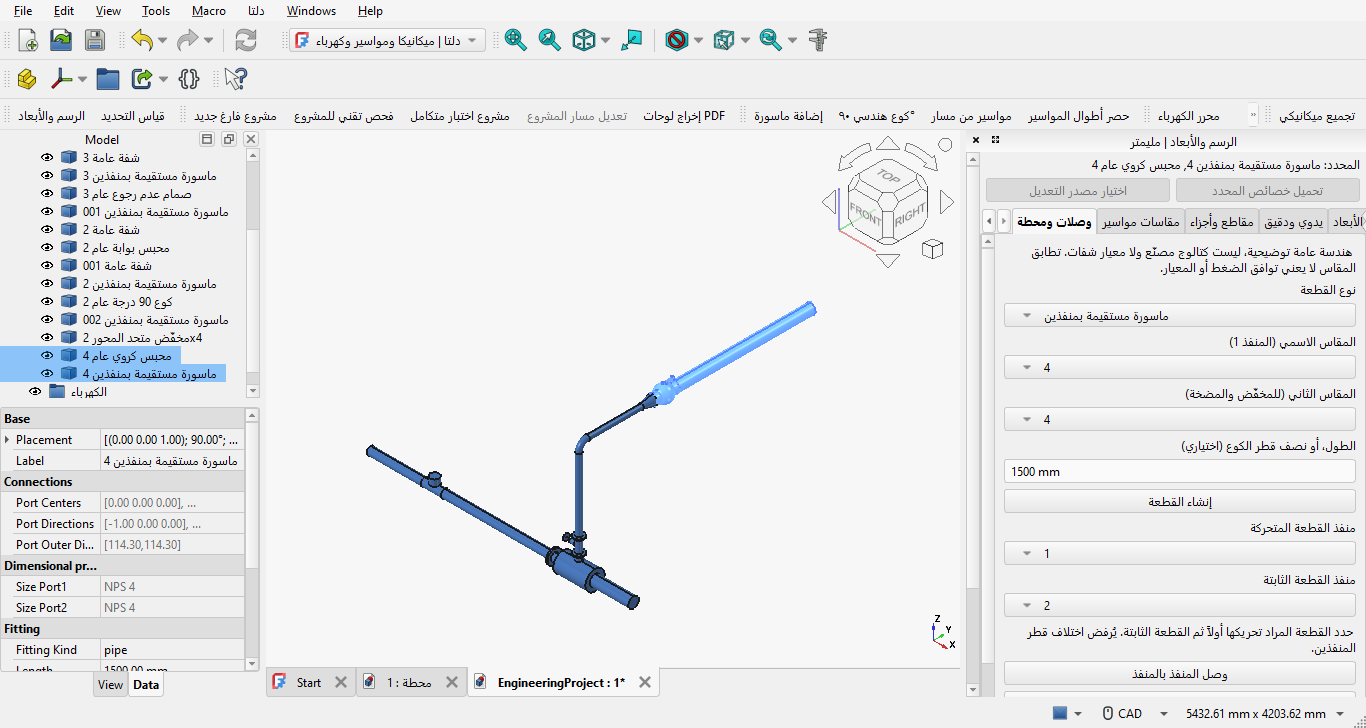 File Edit View Tools Macro دلتا Windows Help
دلتا | ميكانيكا ومواسير وكهرباء
الرسم والأبعاد قياس التحديد مشروع فارغ جديد فحص تقني للمشروع مشروع اختبار متكامل تعديل مسار المشروع إخراج لوحات PDF إضافة ماسورة كوع هندسي ٩٠° مواسير من مسار حصر أطوال المواسير محرر الكهرباء » تجميع ميكانيكي
Model
شفة عامة 3
ماسورة مستقيمة بمنفذين 3
صمام عدم رجوع عام 3
ماسورة مستقيمة بمنفذين 001
شفة عامة 2
محبس بوابة عام 2
شفة عامة 001
ماسورة مستقيمة بمنفذين 2
كوع 90 درجة عام 2
ماسورة مستقيمة بمنفذين 002
مخفّض متحد المحور 2x4
محبس كروي عام 4
ماسورة مستقيمة بمنفذين 4
الكهرباء
Base
Placement [(0.00 0.00 1.00); 90.00°; ...
Label ماسورة مستقيمة بمنفذين 4
Connections
Port Centers [0.00 0.00 0.00], ...
Port Directions [-1.00 0.00 0.00], ...
Port Outer Di... [114.30,114.30]
Dimensional pr...
Size Port1 NPS 4
Size Port2 NPS 4
Fitting
Fitting Kind pipe
Length 1500.00 mm
View Data
TOP
FRONT RIGHT
Z
Y
X
Start محطة : 1 EngineeringProject : 1*
الرسم والأبعاد | مليمتر
المحدد: ماسورة مستقيمة بمنفذين 4, محبس كروي عام 4
تحميل خصائص المحدد اختيار مصدر التعديل
الأبعاد يدوي ودقيق مقاطع وأجزاء مقاسات مواسير وصلات ومحطة
هندسة عامة توضيحية، ليست كتالوج مصنّع ولا معيار شفات. تطابق
المقاس لا يعني توافق الضغط أو المعيار.
نوع القطعة
ماسورة مستقيمة بمنفذين
المقاس الاسمي (المنفذ 1)
4
المقاس الثاني (للمخفّض والمضخة)
4
الطول، أو نصف قطر الكوع (اختياري)
1500 mm
إنشاء القطعة
منفذ القطعة المتحركة
1
منفذ القطعة الثابتة
2
حدد القطعة المراد تحريكها أولاً ثم القطعة الثابتة. يُرفض اختلاف قطر
المنفذين.
وصل المنفذ بالمنفذ
CAD 5432.61 mm x 4203.62 mm